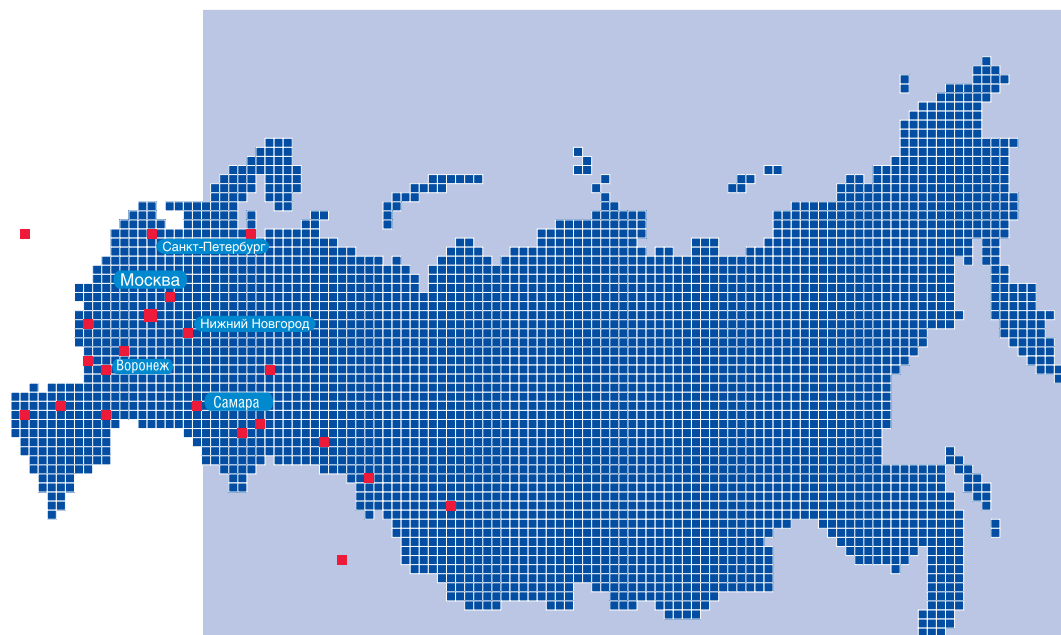 Санкт-Петербург
Москва
Нижний Новгород
Воронеж
Самара